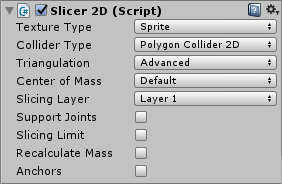 Slicer 2D (Script)
Texture Type Sprite
Collider Type Polygon Collider 2D
Triangulation Advanced
Center of Mass Default
Slicing Layer Layer 1
Support Joints
Slicing Limit
Recalculate Mass
Anchors